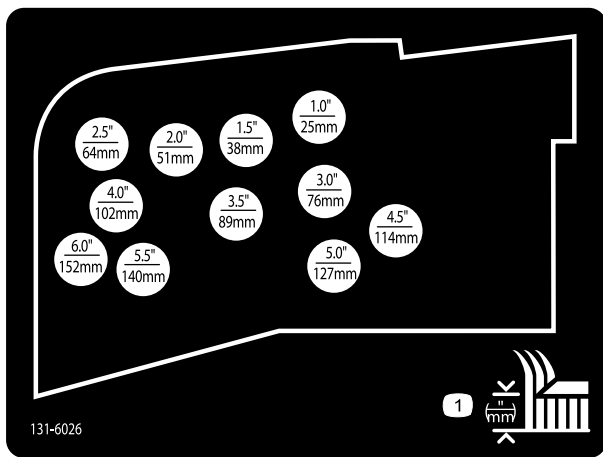 1.0"
25mm
1.5"
38mm
2.0"
51mm
2.5"
64mm
3.0"
76mm
3.5"
89mm
4.0"
102mm
4.5"
114mm
5.0"
127mm
5.5"
140mm
6.0"
152mm
1
"
(mm)
131-6026